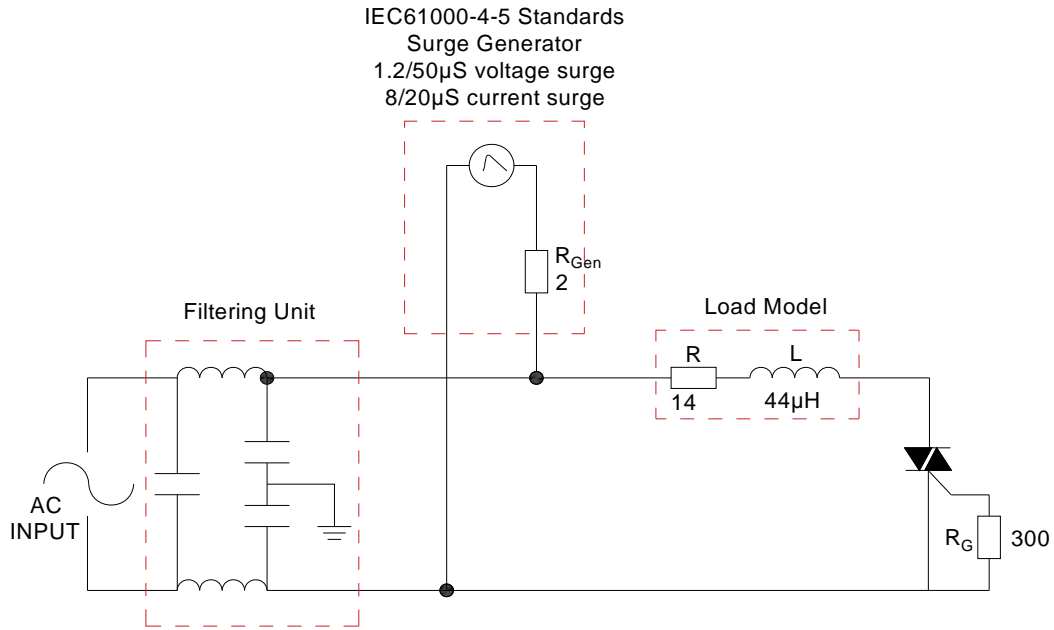 IEC61000-4-5 Standards
Surge Generator
1.2/50µS voltage surge
8/20µS current surge
RGen
2
Filtering Unit
Load Model
R
L
14
44µH
AC
INPUT
RG
300